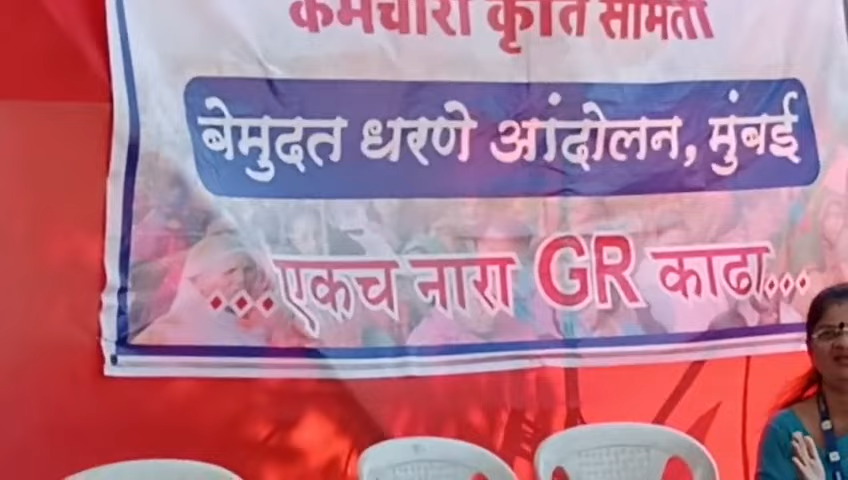 कर्मचारी कृति समिती
बेमुदत धरणे आंदोलन, मुंबई
...एकच नारा GR काढा...